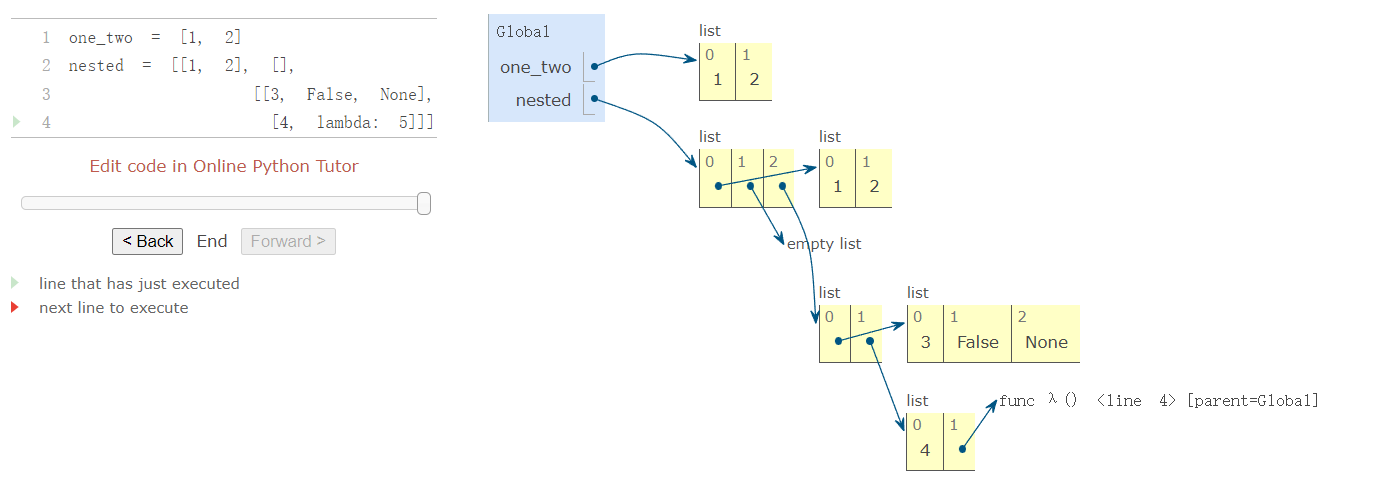 1 one_two = [1, 2]
2 nested = [[1, 2], [],
3 [[3, False, None],
4 [4, lambda: 5]]]
Edit code in Online Python Tutor
< Back End Forward >
line that has just executed
next line to execute
Global
one_two
nested
list
0 1
1 2
list
0 1 2
list
0 1
1 2
empty list
list
0 1
list
0 1 2
3 False None
list
0 1
4
func λ() <line 4> [parent=Global]